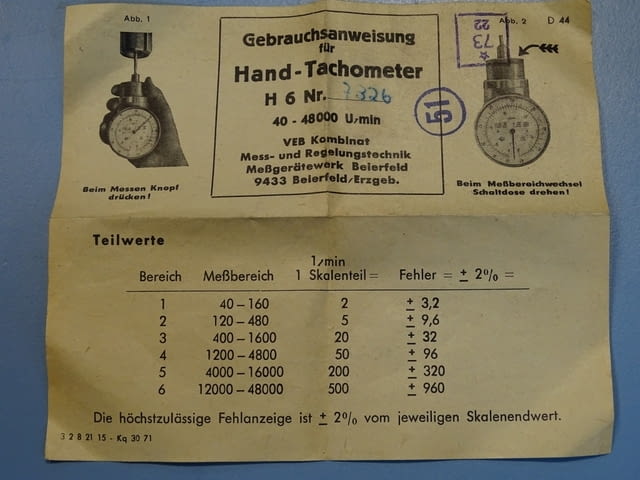 Abb. 1
Abb. 2 D 44
22
* 73
Gebrauchsanweisung
für
Hand-Tachometer
H 6 Nr. 7326
40 - 48000 U/min
VEB Kombinat
Mess- und Regelungstechnik
Meßgerätewerk Beierfeld
9433 Beierfeld/Erzgeb.
51
Beim Messen Knopf
drücken!
Beim Meßbereichwechsel
Schaltdose drehen!
Teilwerte
1/min
Bereich Meßbereich 1 Skalenteil = Fehler = ± 2% =
1 40 – 160 2 ± 3,2
2 120 – 480 5 ± 9,6
3 400 – 1600 20 ± 32
4 1200 – 4800 50 ± 96
5 4000 – 16000 200 ± 320
6 12000 – 48000 500 ± 960
Die höchstzulässige Fehlanzeige ist ± 2% vom jeweiligen Skalenendwert.
3 2 8 21 15 - Kq 30 71